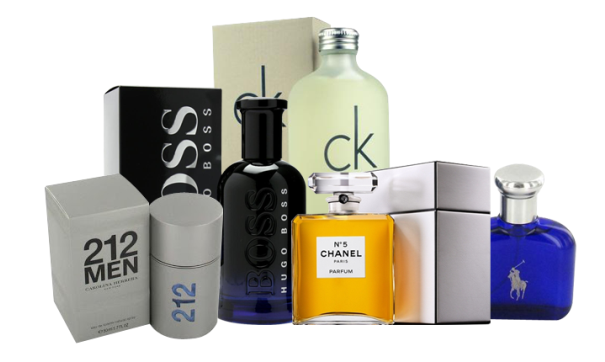 BOSS
HUGO BOSS
ck
ck
212
MEN
CAROLINA HERRERA
212
BOSS
HUGO BOSS
N°5
CHANEL
PARIS
PARFUM